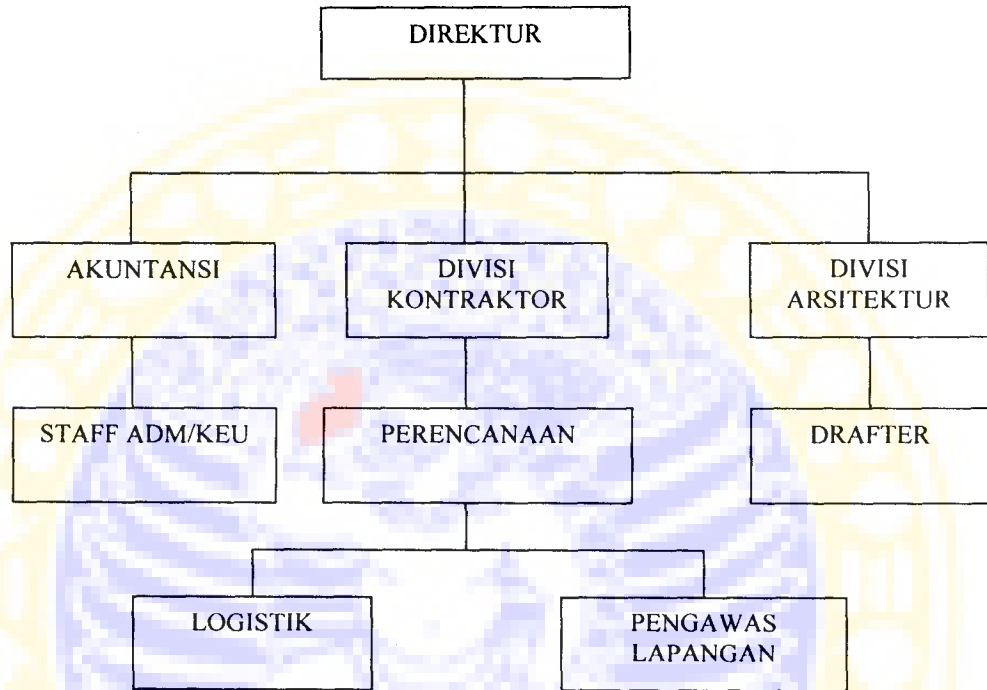 DIREKTUR
AKUNTANSI
DIVISI
KONTRAKTOR
DIVISI
ARSITEKTUR
STAFF ADM/KEU
PERENCANAAN
DRAFTER
LOGISTIK
PENGAWAS
LAPANGAN